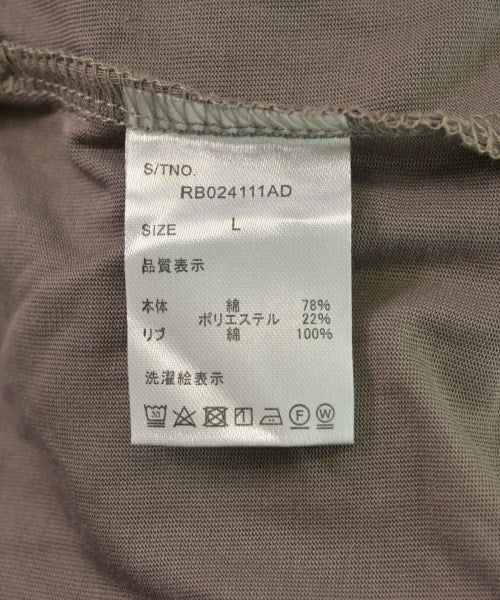 S/TNO.
RB024111AD
SIZE L
品質表示
本体 綿 78%
ポリエステル 22%
リブ 綿 100%
洗濯絵表示
30 F W